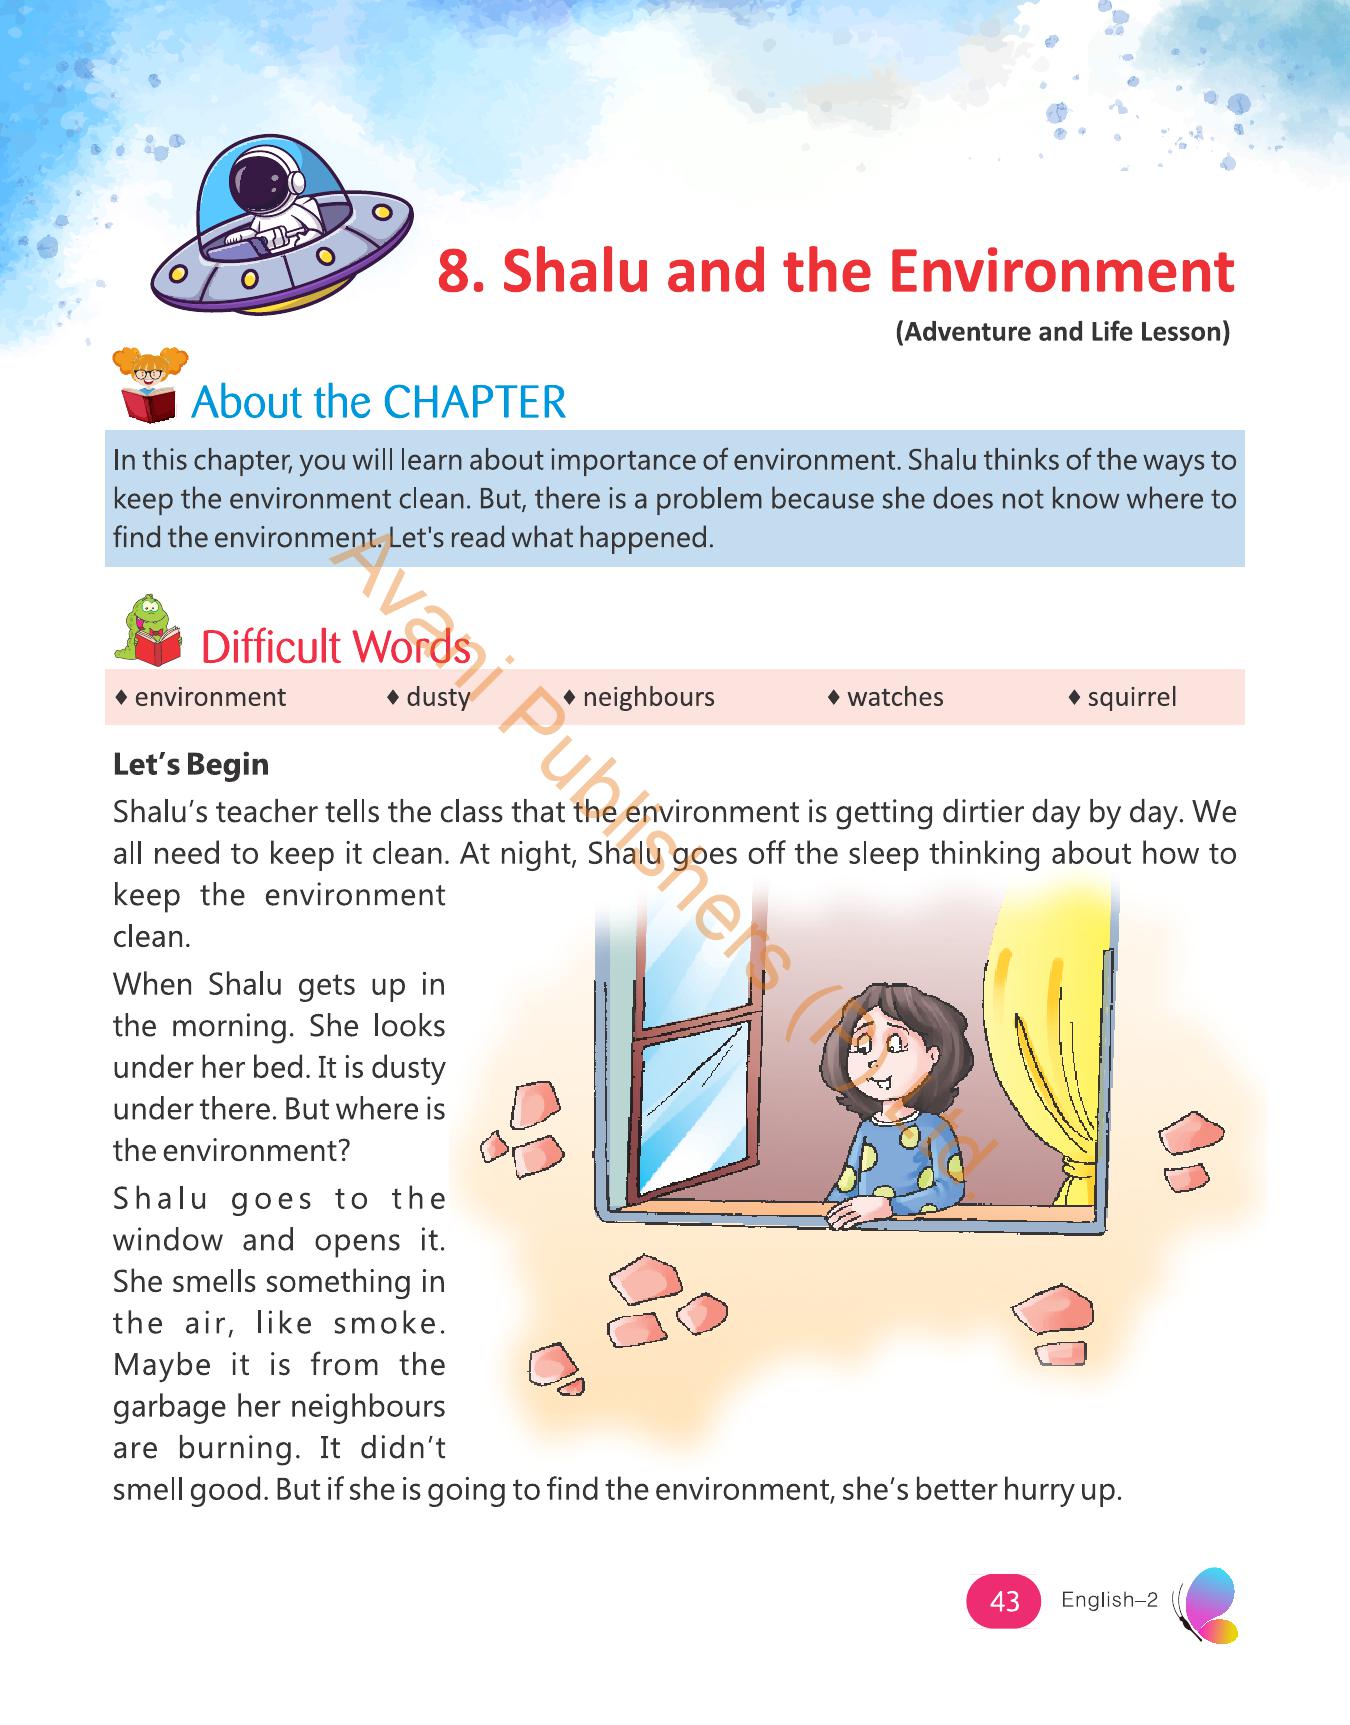 8. Shalu and the Environment
(Adventure and Life Lesson)
About the CHAPTER
In this chapter, you will learn about importance of environment. Shalu thinks of the ways to
keep the environment clean. But, there is a problem because she does not know where to
find the environment. Let's read what happened.
Difficult Words
♦ environment ♦ dusty ♦ neighbours ♦ watches ♦ squirrel
Let’s Begin
Shalu’s teacher tells the class that the environment is getting dirtier day by day. We
all need to keep it clean. At night, Shalu goes off the sleep thinking about how to
keep the environment
clean.
When Shalu gets up in
the morning. She looks
under her bed. It is dusty
under there. But where is
the environment?
Shalu goes to the
window and opens it.
She smells something in
the air, like smoke.
Maybe it is from the
garbage her neighbours
are burning. It didn’t
smell good. But if she is going to find the environment, she’s better hurry up.
43 English–2
Avani Publishers (P) Ltd.